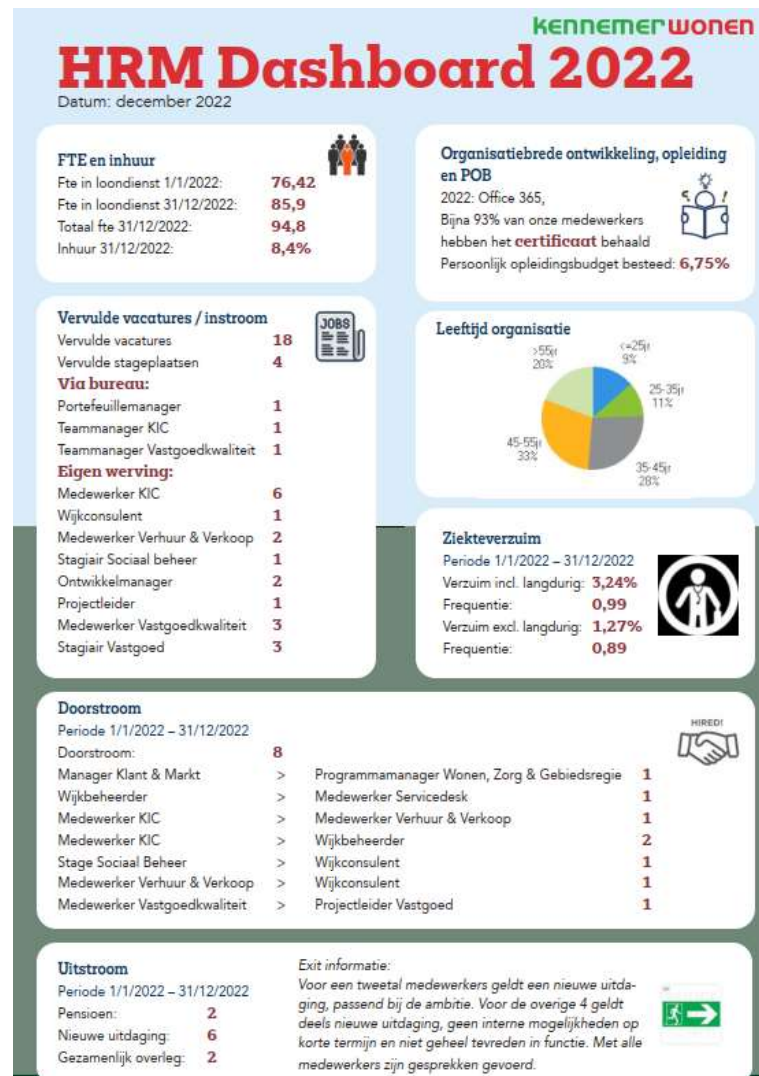 kennemerwonen
HRM Dashboard 2022
Datum: december 2022
FTE en inhuur
Fte in loondienst 1/1/2022: 76,42
Fte in loondienst 31/12/2022: 85,9
Totaal fte 31/12/2022: 94,8
Inhuur 31/12/2022: 8,4%
Organisatiebrede ontwikkeling, opleiding
en POB
2022: Office 365,
Bijna 93% van onze medewerkers
hebben het certificaat behaald
Persoonlijk opleidingsbudget besteed: 6,75%
Vervulde vacatures / instroom
JOBS
Vervulde vacatures 18
Vervulde stageplaatsen 4
Via bureau:
Portefeuillemanager 1
Teammanager KIC 1
Teammanager Vastgoedkwaliteit 1
Eigen werving:
Medewerker KIC 6
Wijkconsulent 1
Medewerker Verhuur & Verkoop 2
Stagiair Sociaal beheer 1
Ontwikkelmanager 2
Projectleider 1
Medewerker Vastgoedkwaliteit 3
Stagiair Vastgoed 3
Leeftijd organisatie
>55jr
20%
<=25jr
9%
25-35jr
11%
45-55jr
33%
35-45jr
28%
Ziekteverzuim
Periode 1/1/2022 – 31/12/2022
Verzuim incl. langdurig: 3,24%
Frequentie: 0,99
Verzuim excl. langdurig: 1,27%
Frequentie: 0,89
Doorstroom
HIRED!
Periode 1/1/2022 – 31/12/2022
Doorstroom: 8
Manager Klant & Markt > Programmamanager Wonen, Zorg & Gebiedsregie 1
Wijkbeheerder > Medewerker Servicedesk 1
Medewerker KIC > Medewerker Verhuur & Verkoop 1
Medewerker KIC > Wijkbeheerder 2
Stage Sociaal Beheer > Wijkconsulent 1
Medewerker Verhuur & Verkoop > Wijkconsulent 1
Medewerker Vastgoedkwaliteit > Projectleider Vastgoed 1
Uitstroom
Periode 1/1/2022 – 31/12/2022
Pensioen: 2
Nieuwe uitdaging: 6
Gezamenlijk overleg: 2
Exit informatie:
Voor een tweetal medewerkers geldt een nieuwe uitda-
ging, passend bij de ambitie. Voor de overige 4 geldt
deels nieuwe uitdaging, geen interne mogelijkheden op
korte termijn en niet geheel tevreden in functie. Met alle
medewerkers zijn gesprekken gevoerd.